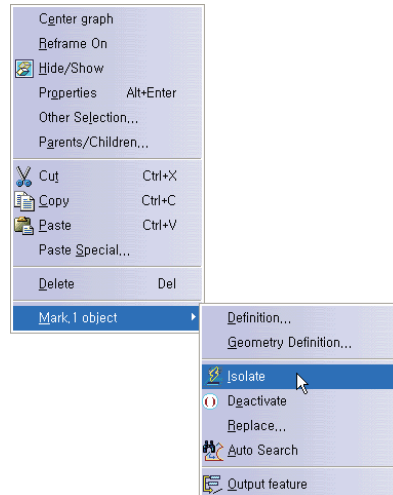 Center graph
Reframe On
Hide/Show
Properties Alt+Enter
Other Selection...
Parents/Children...
Cut Ctrl+X
Copy Ctrl+C
Paste Ctrl+V
Paste Special...
Delete Del
Mark.1 object
Definition...
Geometry Definition...
Isolate
Deactivate
Replace...
Auto Search
Output feature